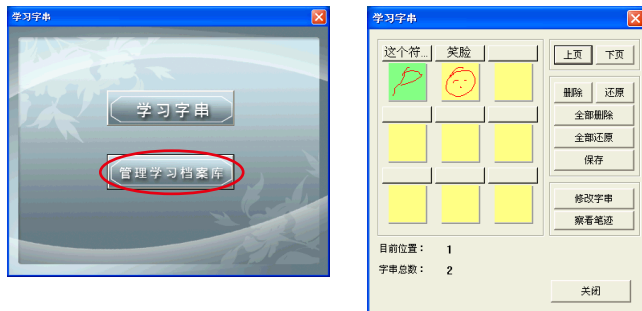 学习字串
学习字串
管理学习档案库
学习字串
这个符... 笑脸
上页 下页
删除 还原
全部删除
全部还原
保存
修改字串
察看笔迹
目前位置： 1
字串总数： 2
关闭